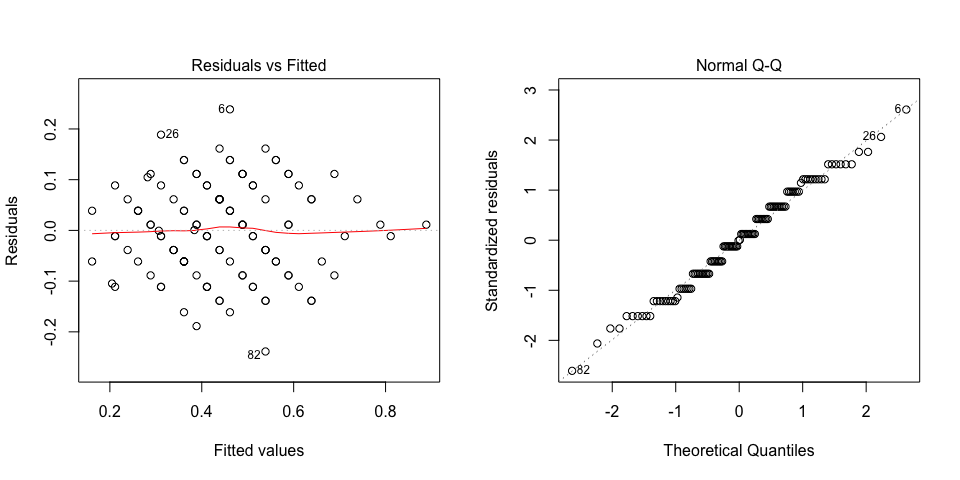 Residuals vs Fitted
Residuals
0.2
0.1
0.0
-0.1
-0.2
6
26
82
0.2 0.4 0.6 0.8
Fitted values
Normal Q-Q
Standardized residuals
3
2
1
0
-1
-2
6
26
82
-2 -1 0 1 2
Theoretical Quantiles